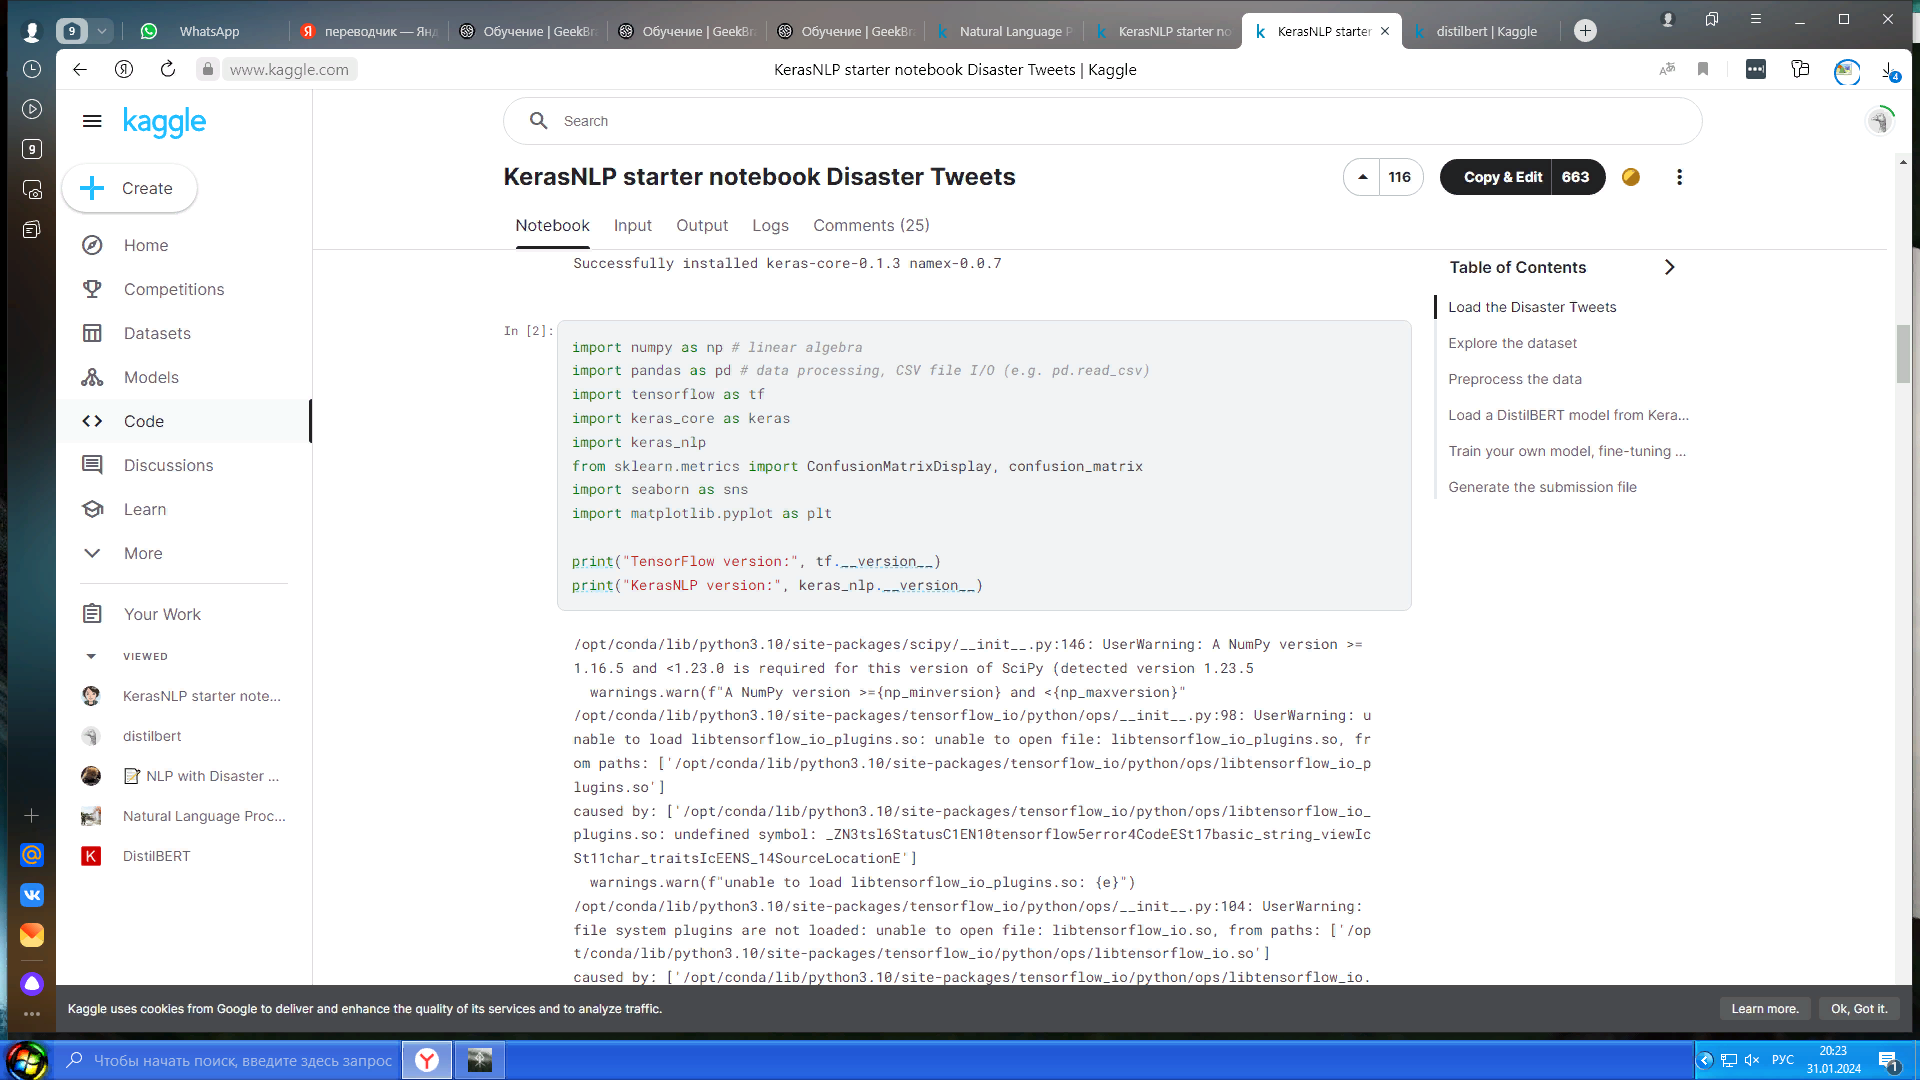 9
WhatsApp
переводчик — Янд
Обучение | GeekBr
Обучение | GeekBra
Обучение | GeekBr
Natural Language P
KerasNLP starter no
KerasNLP starter
distilbert | Kaggle
www.kaggle.com
KerasNLP starter notebook Disaster Tweets | Kaggle
4
9
kaggle
Search
Create
Home
Competitions
Datasets
Models
Code
Discussions
Learn
More
Your Work
VIEWED
KerasNLP starter note...
distilbert
NLP with Disaster ...
Natural Language Proc...
K DistilBERT
KerasNLP starter notebook Disaster Tweets
116
Copy & Edit 663
Notebook Input Output Logs Comments (25)
Successfully installed keras-core-0.1.3 namex-0.0.7
In [2]:
import numpy as np # linear algebra
import pandas as pd # data processing, CSV file I/O (e.g. pd.read_csv)
import tensorflow as tf
import keras_core as keras
import keras_nlp
from sklearn.metrics import ConfusionMatrixDisplay, confusion_matrix
import seaborn as sns
import matplotlib.pyplot as plt
print("TensorFlow version:", tf.__version__)
print("KerasNLP version:", keras_nlp.__version__)
/opt/conda/lib/python3.10/site-packages/scipy/__init__.py:146: UserWarning: A NumPy version >=
1.16.5 and <1.23.0 is required for this version of SciPy (detected version 1.23.5
warnings.warn(f"A NumPy version >={np_minversion} and <{np_maxversion}"
/opt/conda/lib/python3.10/site-packages/tensorflow_io/python/ops/__init__.py:98: UserWarning: u
nable to load libtensorflow_io_plugins.so: unable to open file: libtensorflow_io_plugins.so, fr
om paths: ['/opt/conda/lib/python3.10/site-packages/tensorflow_io/python/ops/libtensorflow_io_p
lugins.so']
caused by: ['/opt/conda/lib/python3.10/site-packages/tensorflow_io/python/ops/libtensorflow_io_
plugins.so: undefined symbol: _ZN3tsl6StatusC1EN10tensorflow5error4CodeESt17basic_string_viewIc
St11char_traitsIcEENS_14SourceLocationE']
warnings.warn(f"unable to load libtensorflow_io_plugins.so: {e}")
/opt/conda/lib/python3.10/site-packages/tensorflow_io/python/ops/__init__.py:104: UserWarning:
file system plugins are not loaded: unable to open file: libtensorflow_io.so, from paths: ['/op
t/conda/lib/python3.10/site-packages/tensorflow_io/python/ops/libtensorflow_io.so']
caused by: ['/opt/conda/lib/python3.10/site-packages/tensorflow_io/python/ops/libtensorflow_io.
Table of Contents
Load the Disaster Tweets
Explore the dataset
Preprocess the data
Load a DistilBERT model from Kera...
Train your own model, fine-tuning ...
Generate the submission file
Kaggle uses cookies from Google to deliver and enhance the quality of its services and to analyze traffic.
Learn more.
Ok, Got it.
Чтобы начать поиск, введите здесь запрос
РУС
20:23
31.01.2024
1